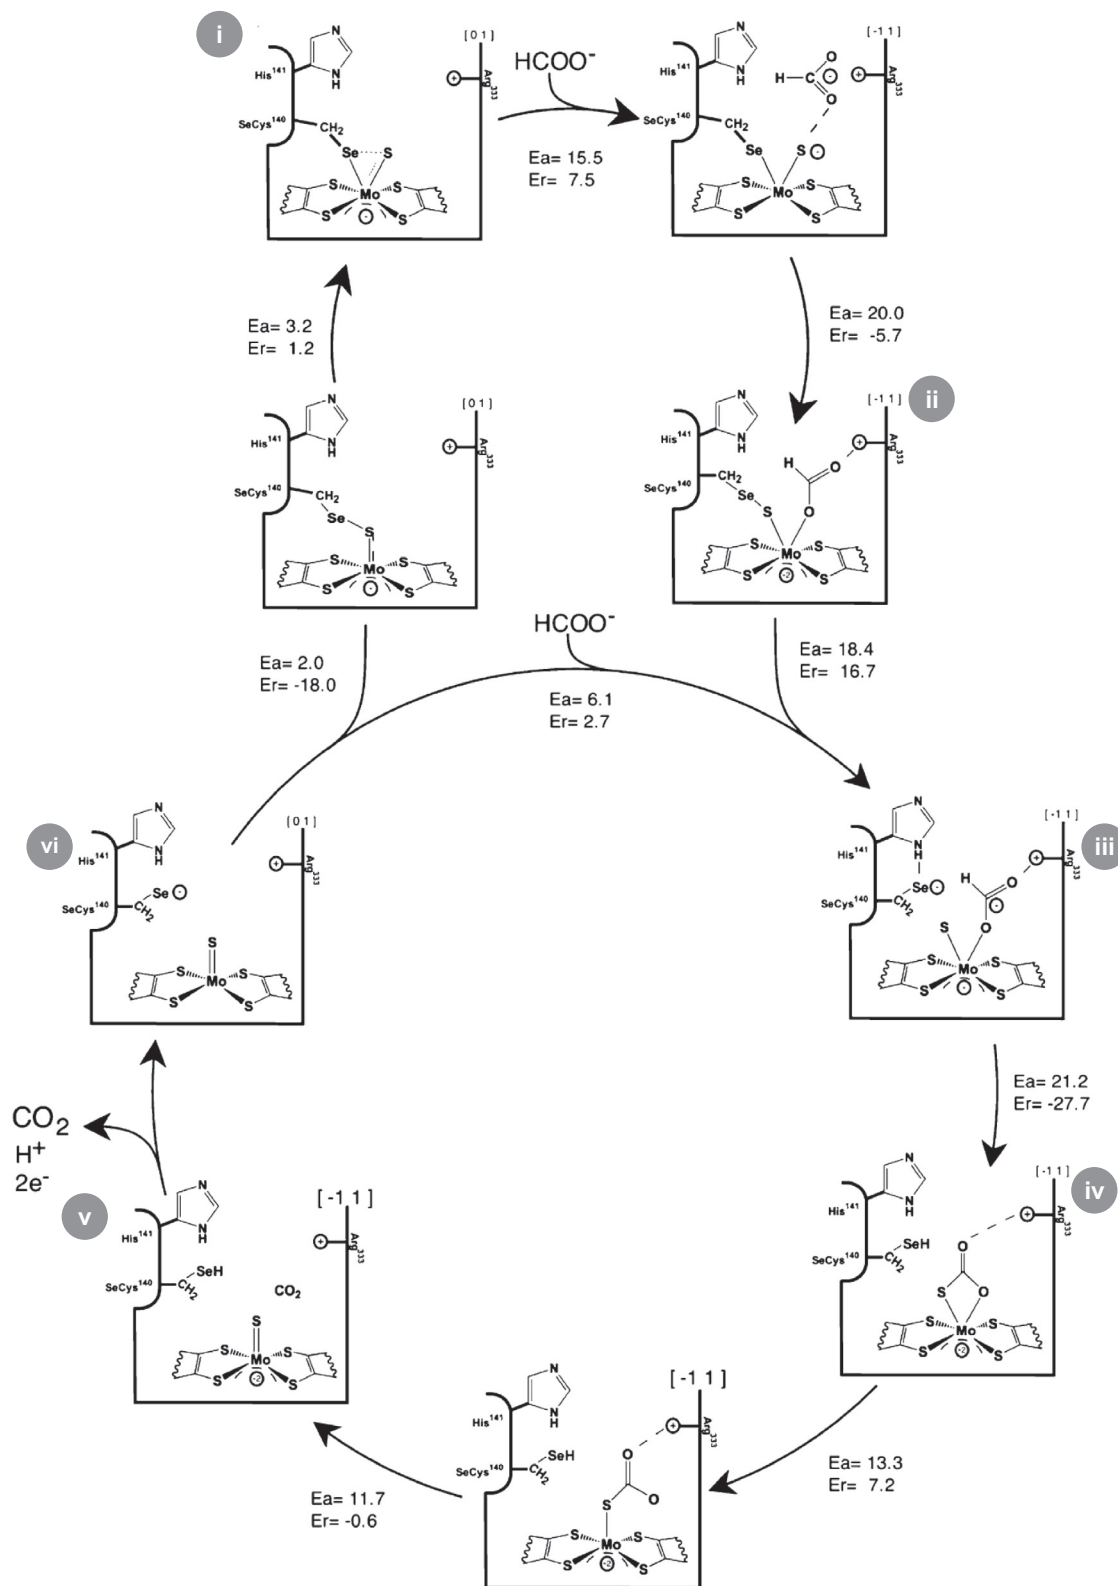 i
[ 0 1 ]
N
N
H
His141
Arg333
+
SeCys140
CH2
Se
S
S
S
Mo
S
S
-
HCOO-
Ea= 15.5
Er= 7.5
[ -1 1 ]
N
N
H
His141
Arg333
+
O
H
C
-
O
SeCys140
CH2
Se
S
-
S
S
Mo
S
S
Ea= 3.2
Er= 1.2
Ea= 20.0
Er= -5.7
[0 1]
N
N
H
His141
Arg333
+
SeCys140
CH2
Se
S
S
S
Mo
S
S
-
ii
[ -1 1 ]
N
N
H
His141
Arg333
+
H
O
O
SeCys140
CH2
Se
S
S
S
Mo
S
S
-2
HCOO-
Ea= 2.0
Er= -18.0
Ea= 6.1
Er= 2.7
Ea= 18.4
Er= 16.7
vi
[ 0 1 ]
N
N
H
His141
Arg333
+
SeCys140
Se
-
CH2
S
S
S
Mo
S
S
iii
[ -1 1 ]
N
N
H
His141
Arg333
+
SeCys140
Se
-
CH2
H
O
-
O
S
S
S
Mo
S
S
-
Ea= 21.2
Er= -27.7
CO2
H+
2e-
v
[ -1 1 ]
N
N
H
His141
Arg333
+
SeCys140
SeH
CH2
CO2
S
S
S
Mo
S
S
-2
iv
[ -1 1 ]
N
N
H
His141
Arg333
+
SeCys140
SeH
CH2
O
S
O
S
S
Mo
S
S
-2
Ea= 11.7
Er= -0.6
Ea= 13.3
Er= 7.2
[ -1 1 ]
N
N
H
His141
Arg333
+
SeCys140
SeH
CH2
O
S
O
S
S
Mo
S
S
-2